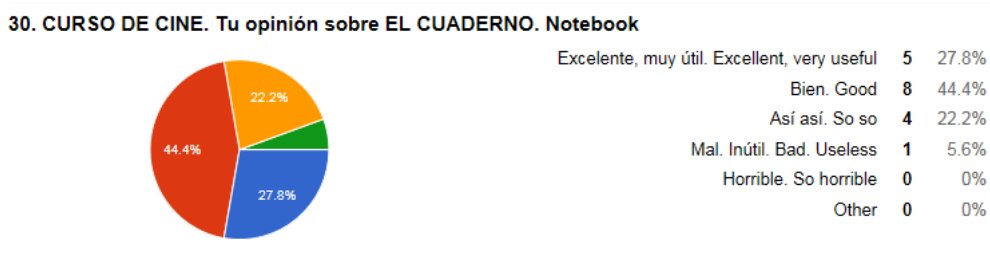 30. CURSO DE CINE. Tu opinión sobre EL CUADERNO. Notebook
Excelente, muy útil. Excellent, very useful 5 27.8%
Bien. Good 8 44.4%
Así así. So so 4 22.2%
Mal. Inútil. Bad. Useless 1 5.6%
Horrible. So horrible 0 0%
Other 0 0%
22.2%
44.4%
27.8%